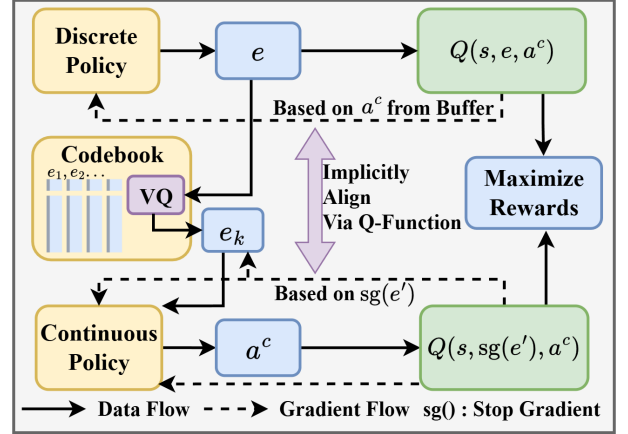 Discrete
Policy
e
Q(s, e, a^c)
Based on a^c from Buffer
Codebook
e_1, e_2...
VQ
Implicitly
Align
Via Q-Function
Maximize
Rewards
e_k
Based on sg(e′)
Continuous
Policy
a^c
Q(s, sg(e′), a^c)
Data Flow
Gradient Flow
sg() : Stop Gradient